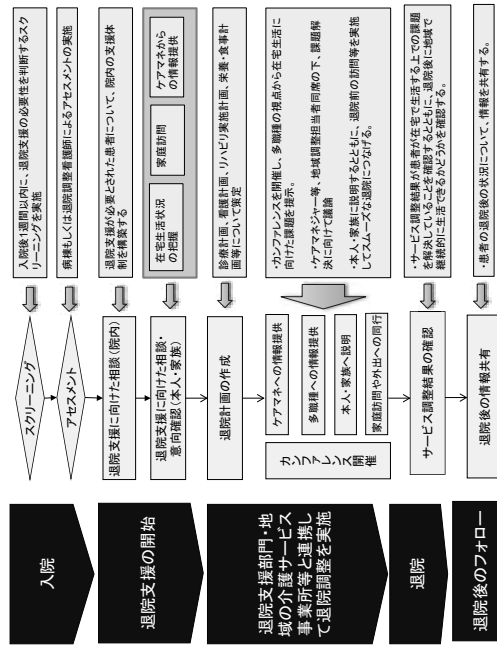 入院
スクリーニング
入院後1週間以内に、退院支援の必要性を判断するスク
リーニングを実施
アセスメント
病棟もしくは退院調整看護師によるアセスメントの実施
退院支援の開始
退院支援に向けた相談(院内)
退院支援が必要とされた患者について、院内の支援体
制を構築する
退院支援に向けた相談・
意向確認(本人・家族)
在宅生活状況
の把握
家庭訪問
ケアマネから
の情報提供
退院支援部門・地
域の介護サービス
事業所等と連携し
て退院調整を実施
退院計画の作成
診療計画、看護計画、リハビリ実施計画、栄養・食事計
画等について策定
カンファレンス
開催
ケアマネへの情報提供
多職種への情報提供
本人・家族へ説明
家庭訪問や外出への同行
・カンファレンスを開催し、多職種の視点から在宅生活に
向けた課題を提示。
・ケアマネジャー等、地域調整担当者同席の下、課題解
決に向けて議論
・本人・家族に説明するとともに、退院前の訪問等を実施
してスムーズな退院につなげる。
退院
サービス調整結果の確認
・サービス調整結果が患者が在宅で生活する上での課題
を解決していることを確認するとともに、退院後に地域で
継続的に生活できるかどうかを確認する。
退院後のフォロー
退院後の情報共有
・患者の退院後の状況について、情報を共有する。